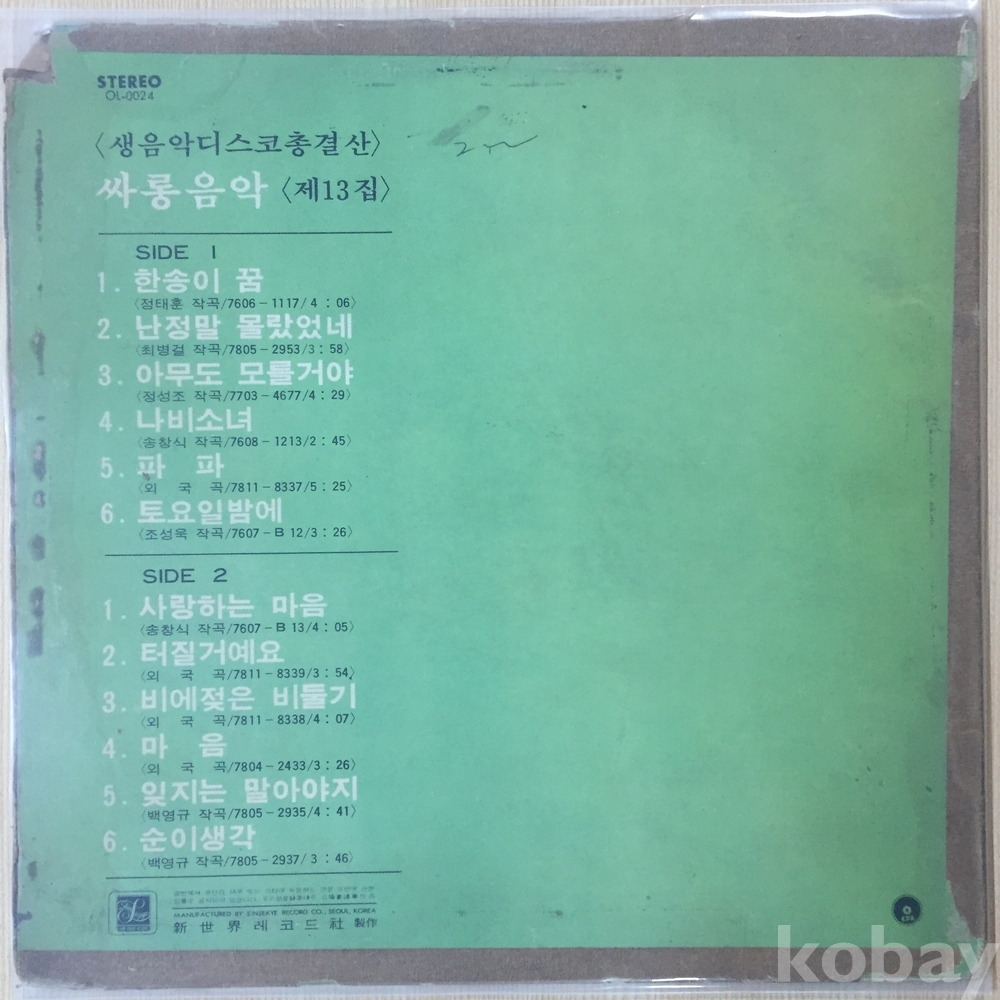 STEREO
OL-0024
〈생음악디스코총결산〉
싸롱음악 〈제13집〉
SIDE 1
1. 한송이 꿈
〈정태훈 작곡/7606-1117/4:06〉
2. 난정말 몰랐었네
〈최병걸 작곡/7805-2953/3:58〉
3. 아무도 모를거야
〈정성조 작곡/7703-4677/4:29〉
4. 나비소녀
〈송창식 작곡/7608-1213/2:45〉
5. 파 파
〈외 국 곡/7811-8337/5:25〉
6. 토요일밤에
〈조성욱 작곡/7607-B12/3:26〉
SIDE 2
1. 사랑하는 마음
〈송창식 작곡/7607-B13/4:05〉
2. 터질거예요
〈외 국 곡/7811-8339/3:54〉
3. 비에젖은 비둘기
〈외 국 곡/7811-8338/4:07〉
4. 마 음
〈외 국 곡/7804-2433/3:26〉
5. 잊지는 말아야지
〈백영규 작곡/7805-2935/4:41〉
6. 순이생각
〈백영규 작곡/7805-2937/3:46〉
MANUFACTURED BY SINSEKYE RECORD CO., SEOUL, KOREA
新世界레코드社 製作
kobay